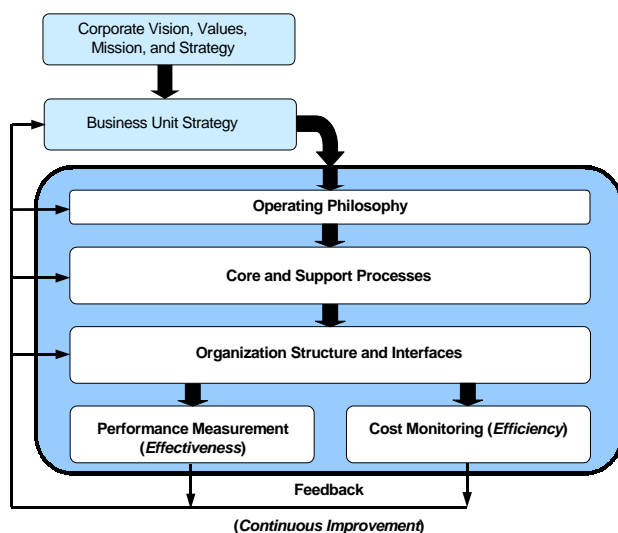 Corporate Vision, Values,
Mission, and Strategy
Business Unit Strategy
Operating Philosophy
Core and Support Processes
Organization Structure and Interfaces
Performance Measurement
(Effectiveness)
Cost Monitoring (Efficiency)
Feedback
(Continuous Improvement)